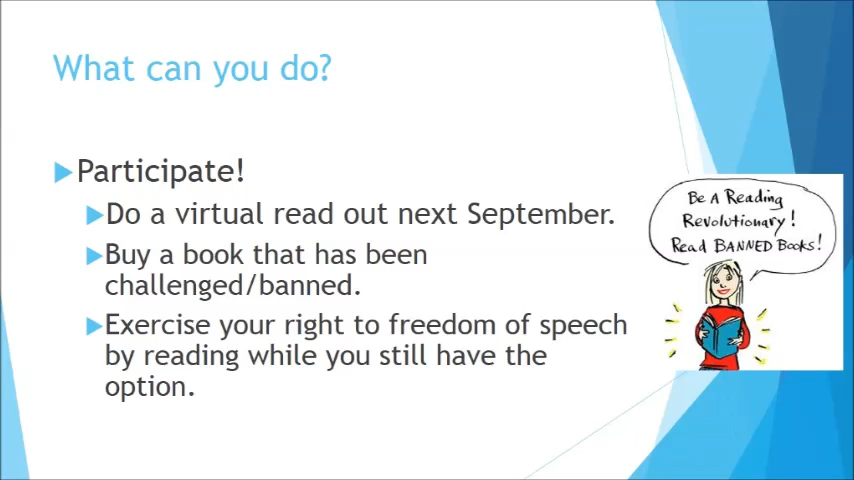 What can you do?
Participate!
Do a virtual read out next September.
Buy a book that has been
challenged/banned.
Exercise your right to freedom of speech
by reading while you still have the
option.
Be A Reading
Revolutionary!
Read BANNED Books!